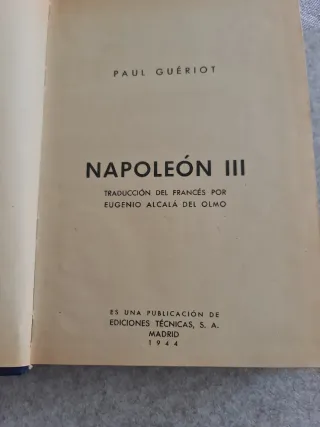 PAUL GUÉRIOT
NAPOLEÓN III
TRADUCCIÓN DEL FRANCÉS POR
EUGENIO ALCALÁ DEL OLMO
ES UNA PUBLICACIÓN DE
EDICIONES TÉCNICAS, S. A.
MADRID
1944